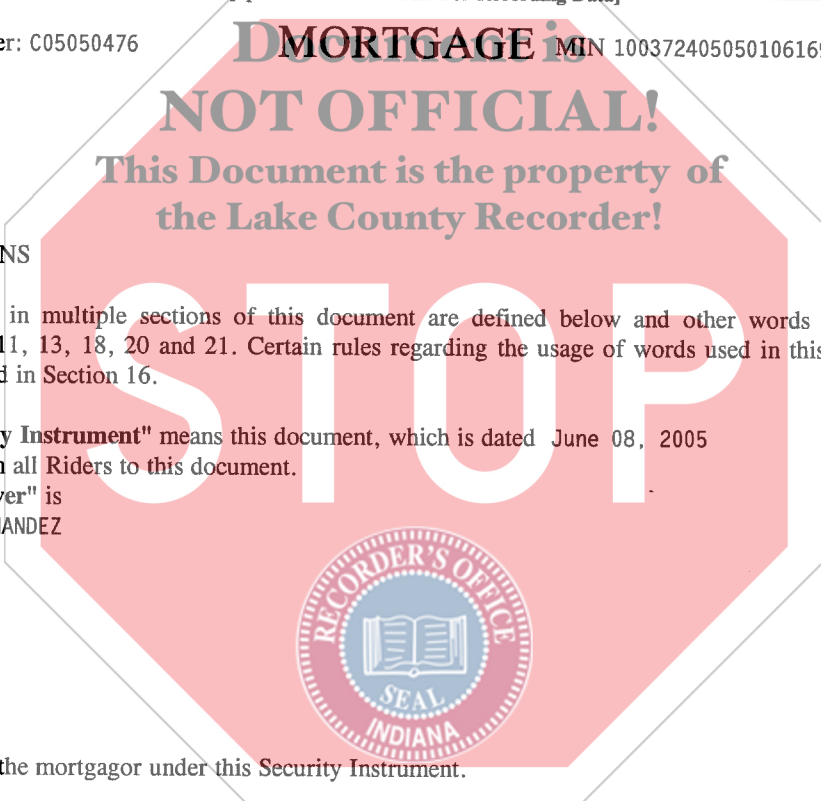 er: C05050476 MORTGAGE MIN 100372405050106169
Document is
NOT OFFICIAL!
This Document is the property of
the Lake County Recorder!
NS
in multiple sections of this document are defined below and other words
11, 13, 18, 20 and 21. Certain rules regarding the usage of words used in this
d in Section 16.
STOP
y Instrument" means this document, which is dated June 08, 2005
all Riders to this document.
er" is
ANDEZ
RECORDER'S OFFICE
SEAL
INDIANA
the mortgagor under this Security Instrument.